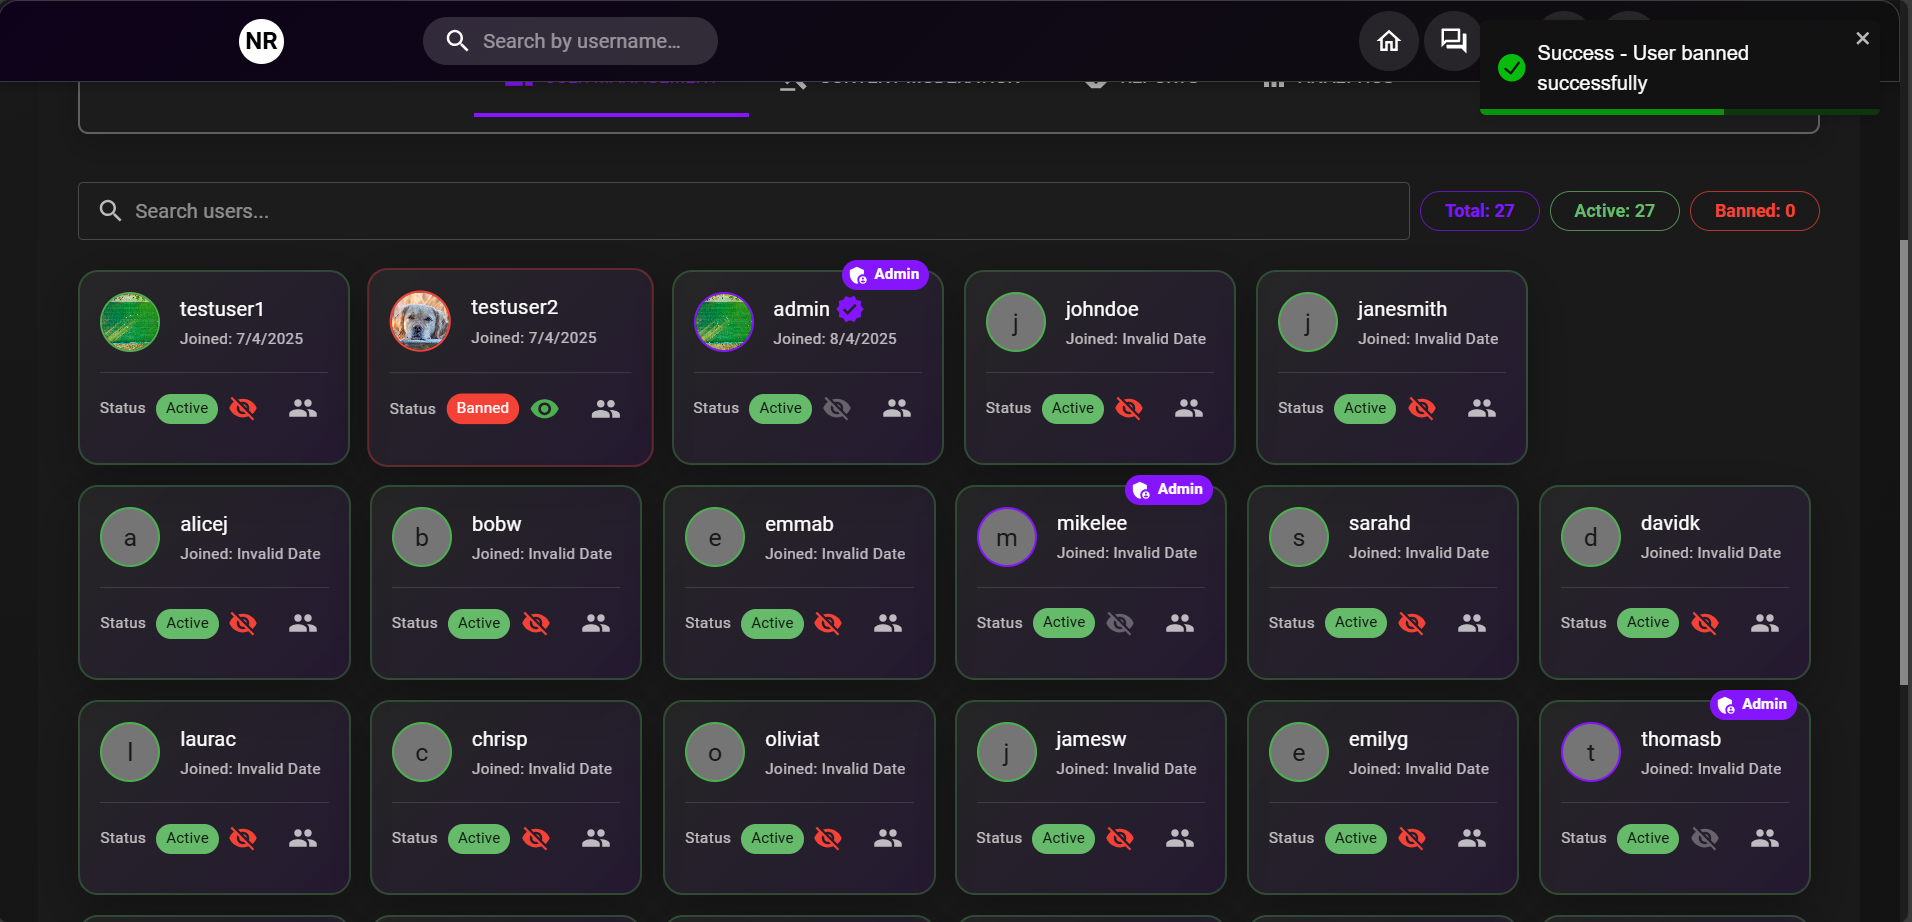 NR
Search by username...
Success - User banned
successfully
USER MANAGEMENT
CONTENT MODERATION
REPORTS
ANALYTICS
Search users...
Total: 27
Active: 27
Banned: 0
testuser1
Joined: 7/4/2025
Status Active
testuser2
Joined: 7/4/2025
Status Banned
Admin
admin
Joined: 8/4/2025
Status Active
j
johndoe
Joined: Invalid Date
Status Active
j
janesmith
Joined: Invalid Date
Status Active
a
alicej
Joined: Invalid Date
Status Active
b
bobw
Joined: Invalid Date
Status Active
e
emmab
Joined: Invalid Date
Status Active
Admin
m
mikelee
Joined: Invalid Date
Status Active
s
sarahd
Joined: Invalid Date
Status Active
d
davidk
Joined: Invalid Date
Status Active
l
laurac
Joined: Invalid Date
Status Active
c
chrisp
Joined: Invalid Date
Status Active
o
oliviat
Joined: Invalid Date
Status Active
j
jamesw
Joined: Invalid Date
Status Active
e
emilyg
Joined: Invalid Date
Status Active
Admin
t
thomasb
Joined: Invalid Date
Status Active